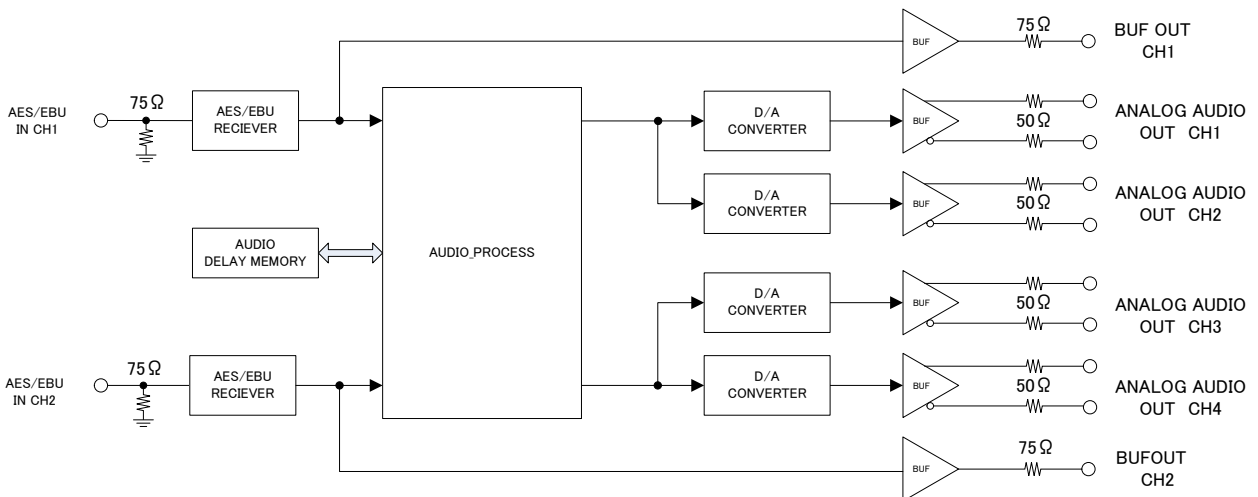 75Ω
BUF OUT
CH1
BUF
AES/EBU
IN CH1
75Ω
AES/EBU
RECIEVER
D/A
CONVERTER
BUF
50Ω
ANALOG AUDIO
OUT CH1
D/A
CONVERTER
BUF
50Ω
ANALOG AUDIO
OUT CH2
AUDIO
DELAY MEMORY
AUDIO_PROCESS
D/A
CONVERTER
BUF
50Ω
ANALOG AUDIO
OUT CH3
AES/EBU
IN CH2
75Ω
AES/EBU
RECIEVER
D/A
CONVERTER
BUF
50Ω
ANALOG AUDIO
OUT CH4
BUF
75Ω
BUFOUT
CH2